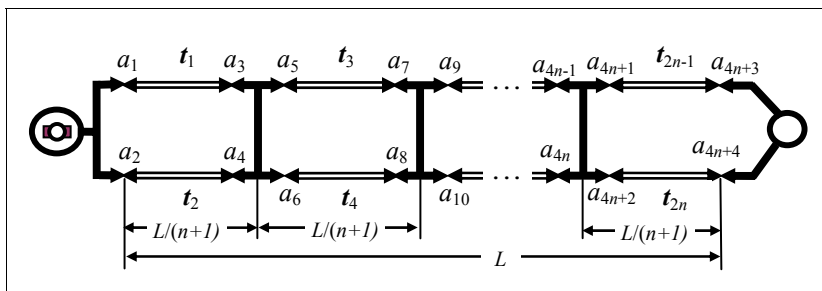 a1 t1 a3 a5 t3 a7 a9 … a4n-1 a4n+1 t2n-1 a4n+3
a2 a4 a8 … a4n a4n+4
t2 a6 t4 a10 a4n+2 t2n
L/(n+1) L/(n+1) L/(n+1)
L